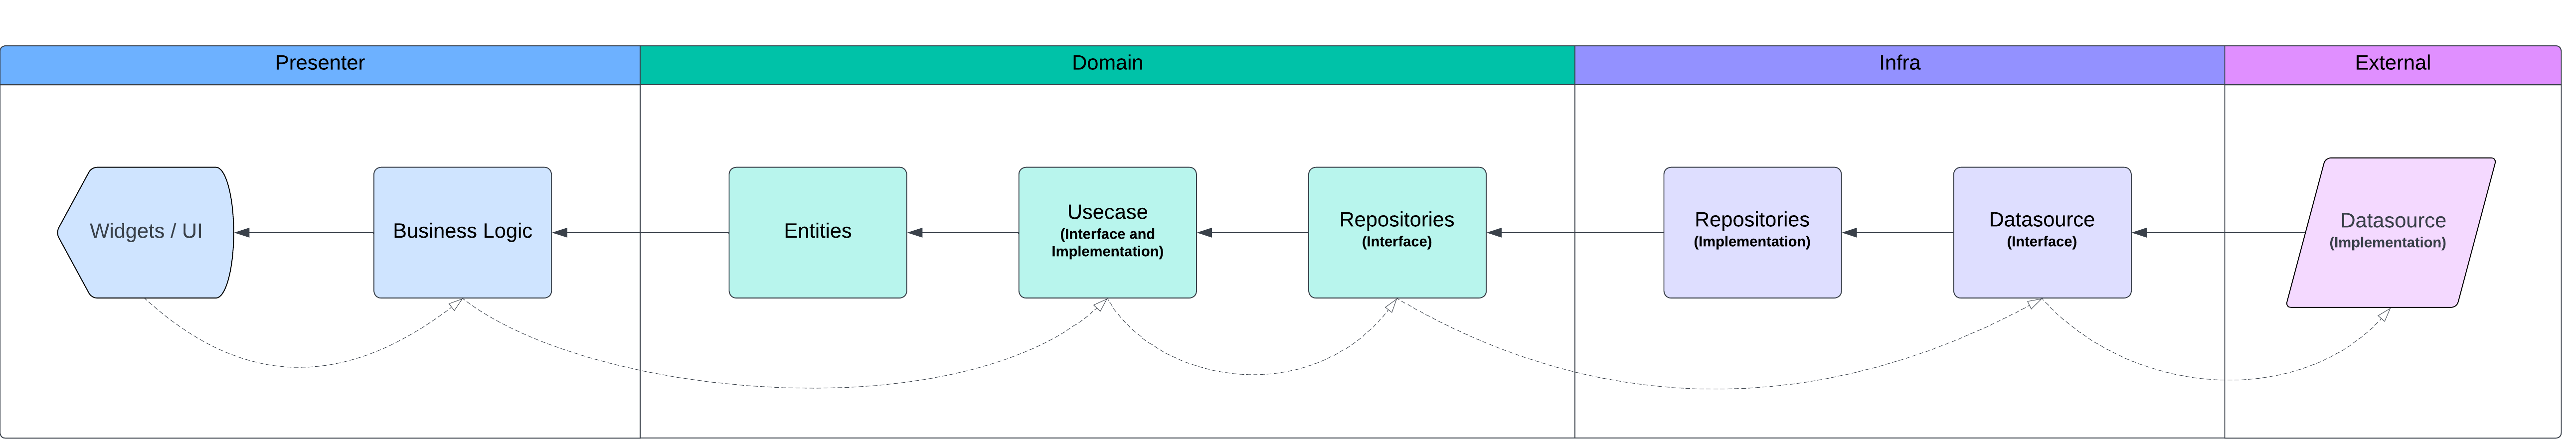 Presenter
Domain
Infra
External
Widgets / UI
Business Logic
Entities
Usecase
(Interface and
Implementation)
Repositories
(Interface)
Repositories
(Implementation)
Datasource
(Interface)
Datasource
(Implementation)